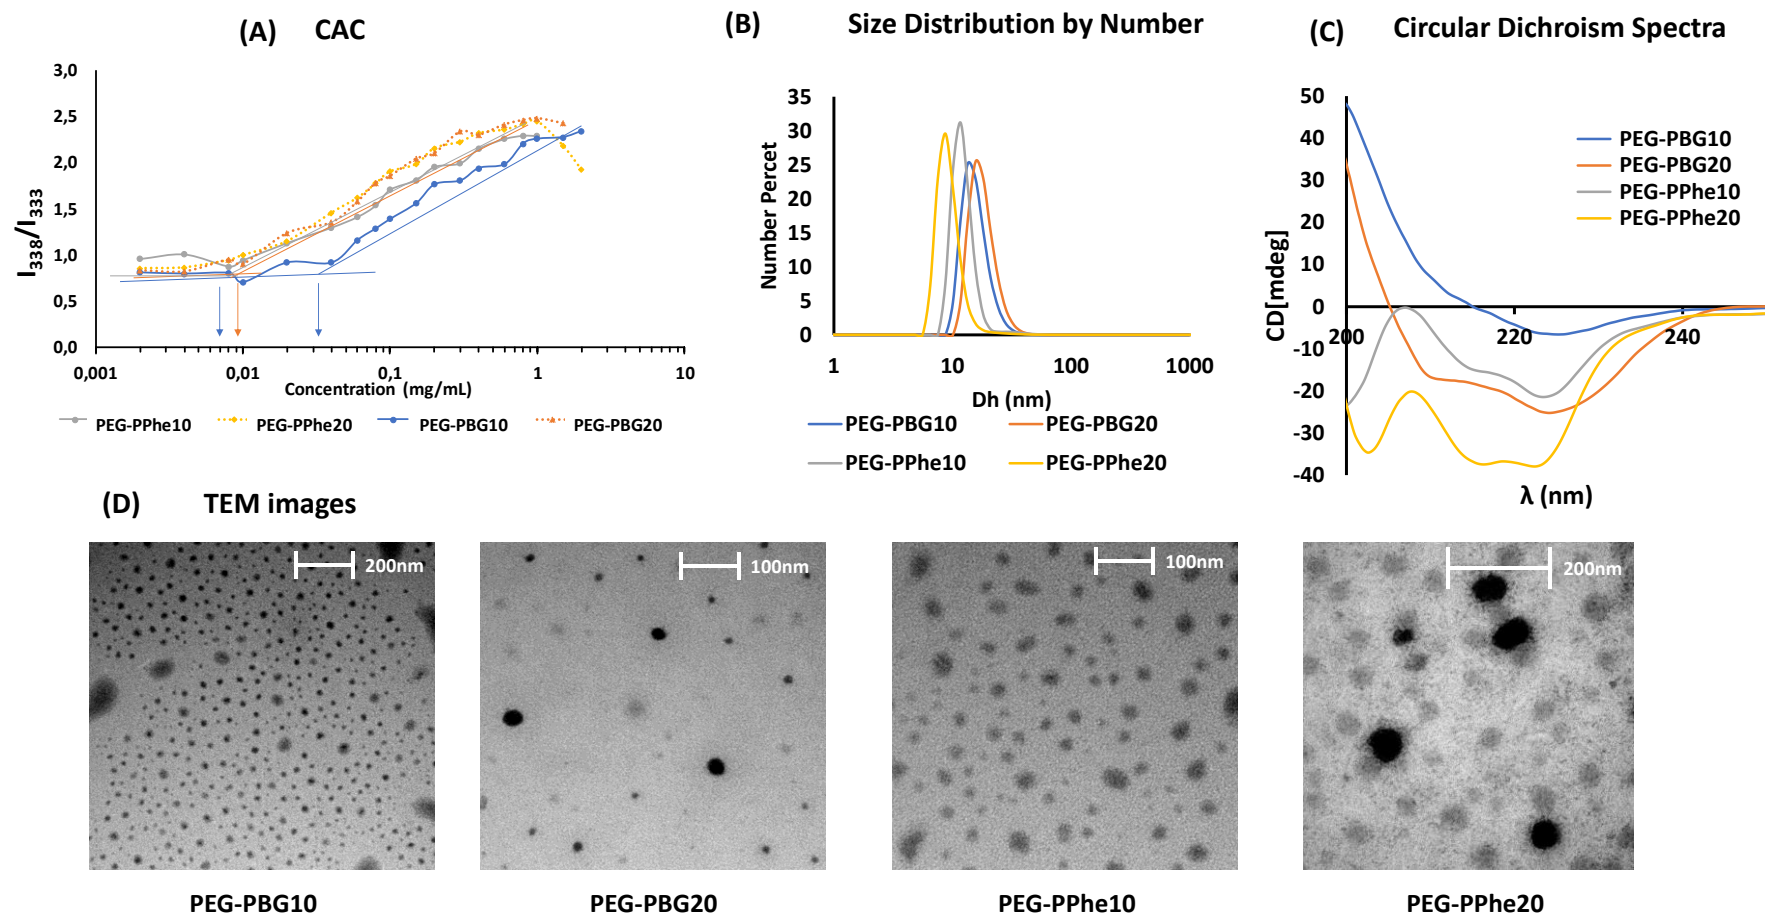 (A) CAC
3,0
2,5
2,0
1,5
1,0
0,5
0,0
I338/I333
0,001 0,01 0,1 1 10
Concentration (mg/mL)
PEG-PPhe10 PEG-PPhe20 PEG-PBG10 PEG-PBG20
(B) Size Distribution by Number
35
30
25
20
15
10
5
0
Number Percet
1 10 100 1000
Dh (nm)
PEG-PBG10 PEG-PBG20
PEG-PPhe10 PEG-PPhe20
(C) Circular Dichroism Spectra
50
40
30
20
10
0
-10
-20
-30
-40
CD[mdeg]
200 220 240
λ (nm)
PEG-PBG10
PEG-PBG20
PEG-PPhe10
PEG-PPhe20
(D) TEM images
200nm
100nm
100nm
200nm
PEG-PBG10 PEG-PBG20 PEG-PPhe10 PEG-PPhe20